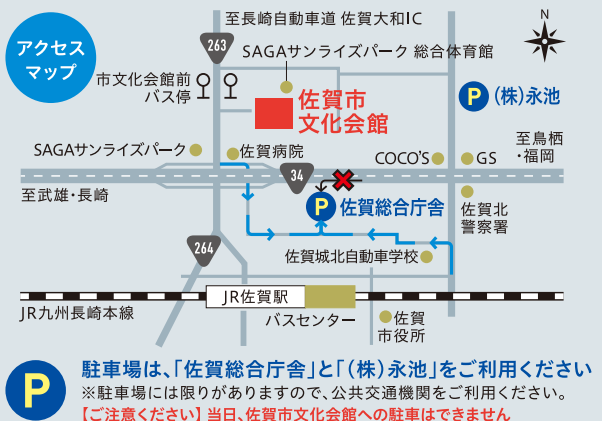 至長崎自動車道 佐賀大和IC
N
アクセス
マップ
263
SAGAサンライズパーク 総合体育館
市文化会館前
バス停
佐賀市
文化会館
P (株)永池
SAGAサンライズパーク
佐賀病院
COCO'S
GS
至鳥栖
・福岡
34
至武雄・長崎
P 佐賀総合庁舎
佐賀北
警察署
264
佐賀城北自動車学校
JR佐賀駅
JR九州長崎本線
バスセンター
佐賀
市役所
P
駐車場は、「佐賀総合庁舎」と「(株)永池」をご利用ください
※駐車場には限りがありますので、公共交通機関をご利用ください。
【ご注意ください】当日、佐賀市文化会館への駐車はできません